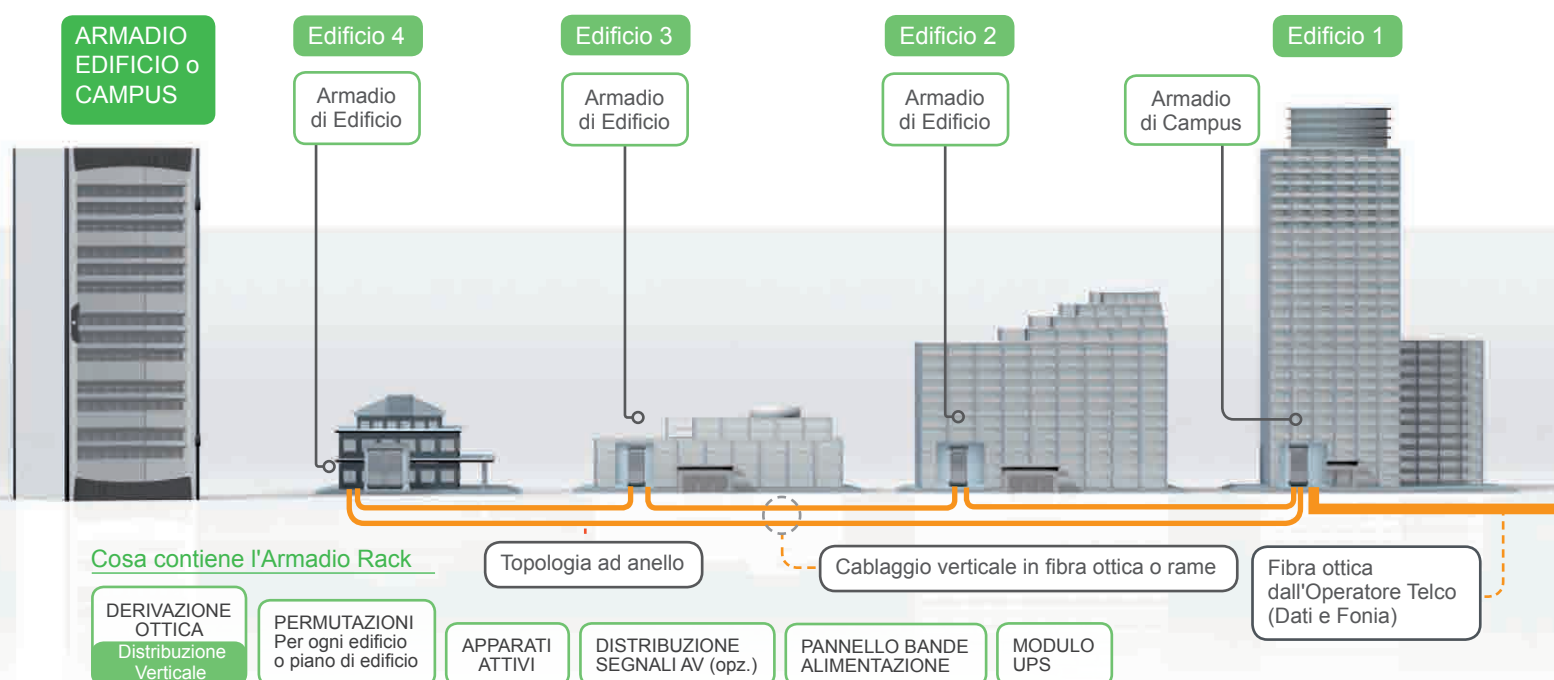 ARMADIO
EDIFICIO o
CAMPUS
Edificio 4
Edificio 3
Edificio 2
Edificio 1
Armadio
di Edificio
Armadio
di Edificio
Armadio
di Edificio
Armadio
di Campus
Topologia ad anello
Cablaggio verticale in fibra ottica o rame
Fibra ottica
dall'Operatore Telco
(Dati e Fonia)
Cosa contiene l'Armadio Rack
DERIVAZIONE
OTTICA
Distribuzione
Verticale
PERMUTAZIONI
Per ogni edificio
o piano di edificio
APPARATI
ATTIVI
DISTRIBUZIONE
SEGNALI AV (opz.)
PANNELLO BANDE
ALIMENTAZIONE
MODULO
UPS